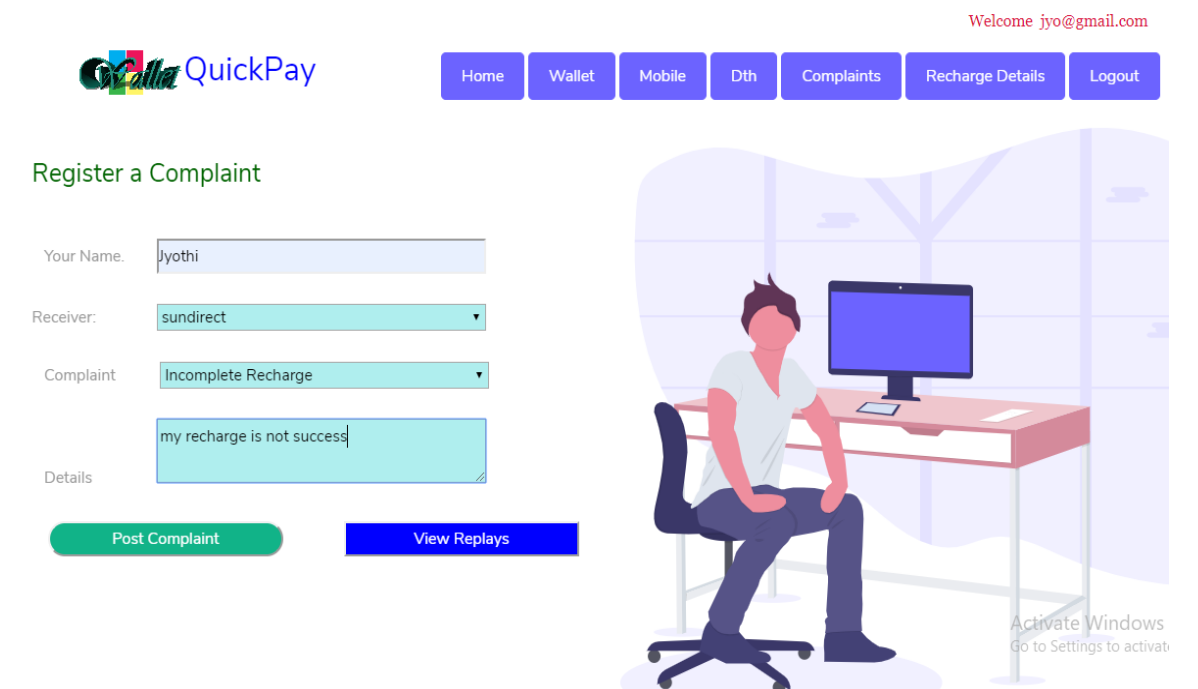 Welcome jyo@gmail.com
QuickPay
Home Wallet Mobile Dth Complaints Recharge Details Logout
Register a Complaint
Your Name. Jyothi
Receiver: sundirect
Complaint Incomplete Recharge
my recharge is not success
Details
Post Complaint View Replays
Activate Windows
Go to Settings to activate